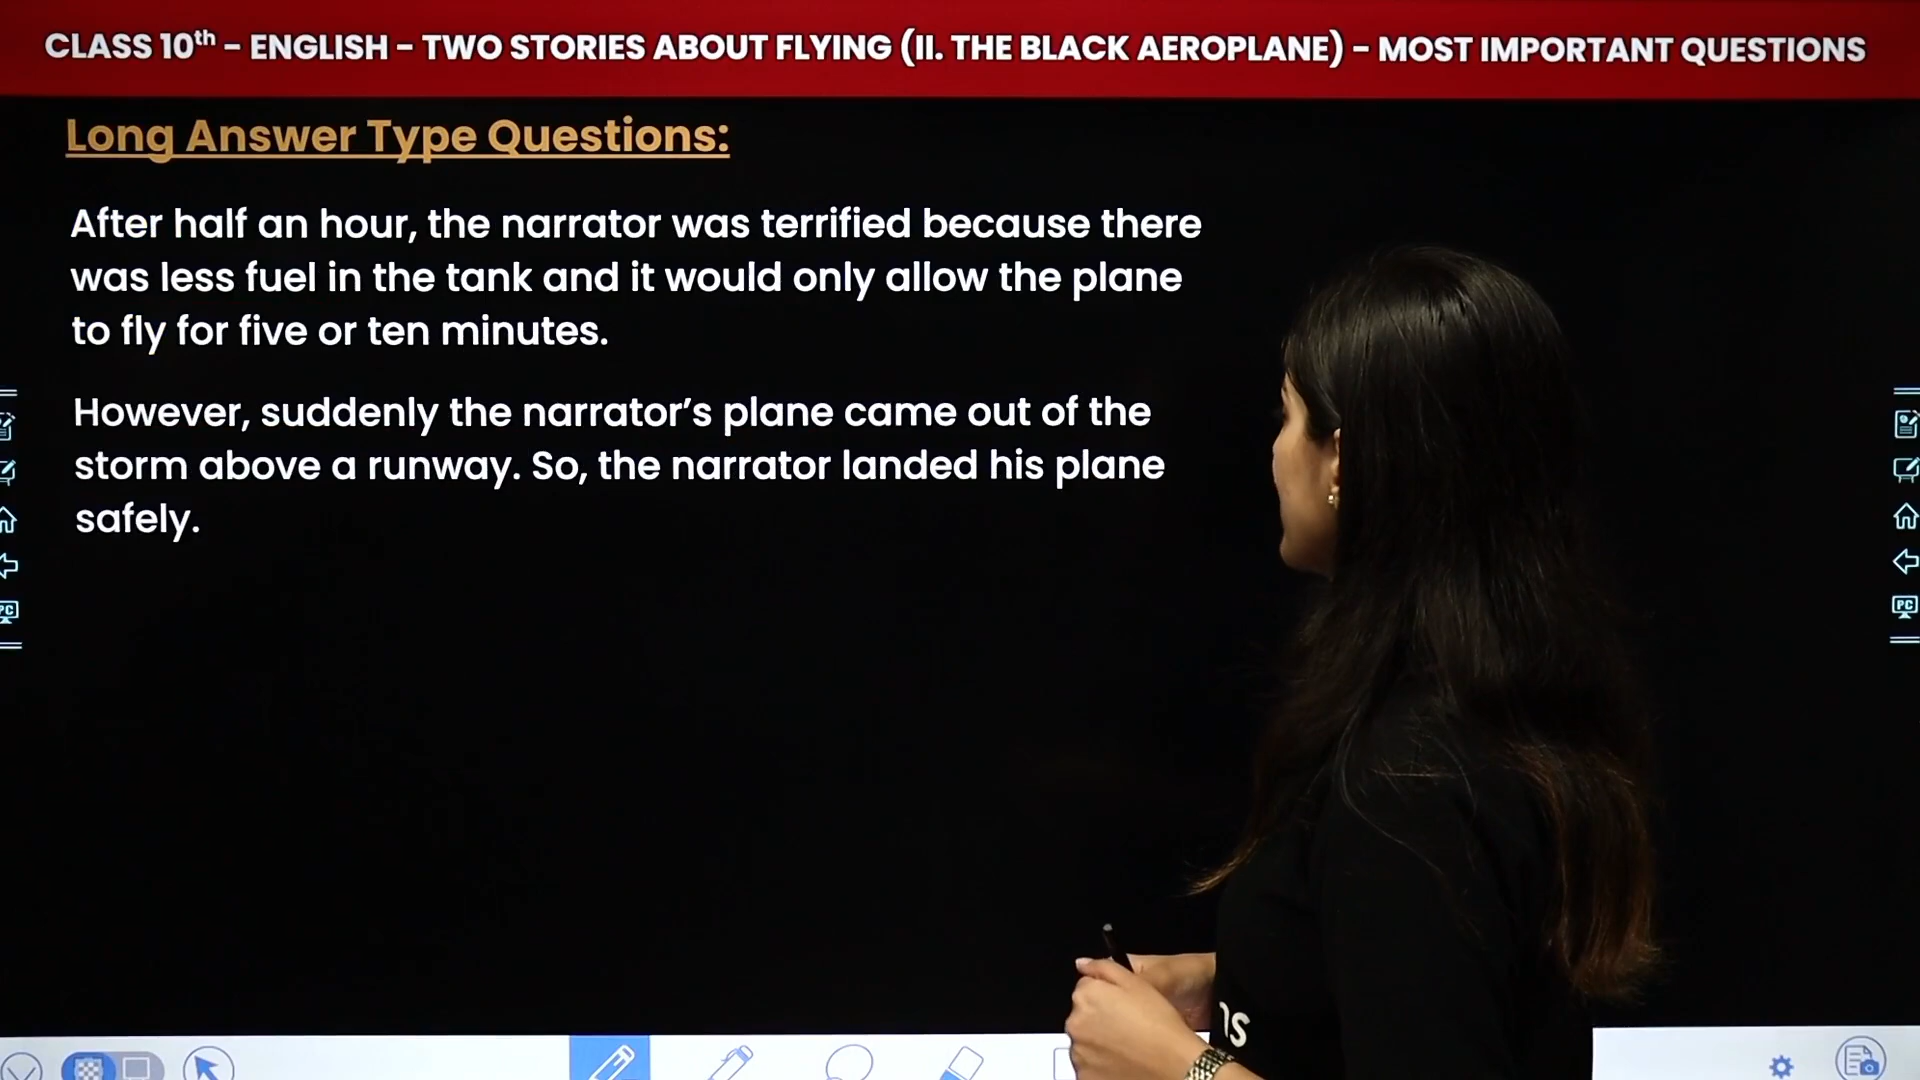 CLASS 10th - ENGLISH - TWO STORIES ABOUT FLYING (II. THE BLACK AEROPLANE) - MOST IMPORTANT QUESTIONS
Long Answer Type Questions:
After half an hour, the narrator was terrified because there
was less fuel in the tank and it would only allow the plane
to fly for five or ten minutes.
However, suddenly the narrator’s plane came out of the
storm above a runway. So, the narrator landed his plane
safely.
PC
PC